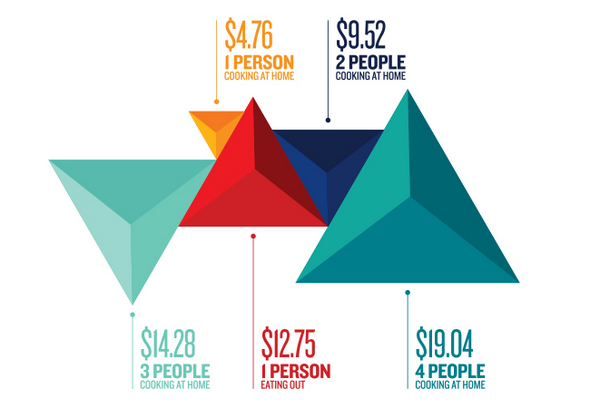 $4.76
1 PERSON
COOKING AT HOME
$9.52
2 PEOPLE
COOKING AT HOME
$14.28
3 PEOPLE
COOKING AT HOME
$12.75
1 PERSON
EATING OUT
$19.04
4 PEOPLE
COOKING AT HOME